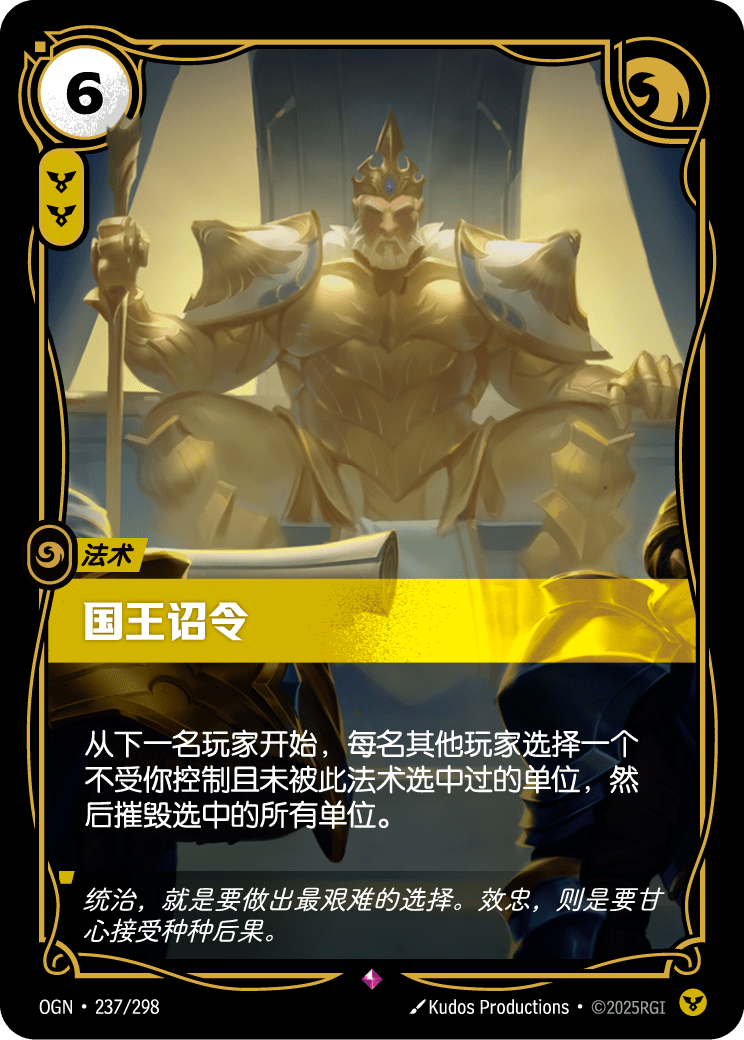 6
法术
国王诏令
从下一名玩家开始，每名其他玩家选择一个
不受你控制且未被此法术选中过的单位，然
后摧毁选中的所有单位。
统治，就是要做出最艰难的选择。效忠，则是要甘
心接受种种后果。
OGN • 237/298
Kudos Productions • ©2025RGI